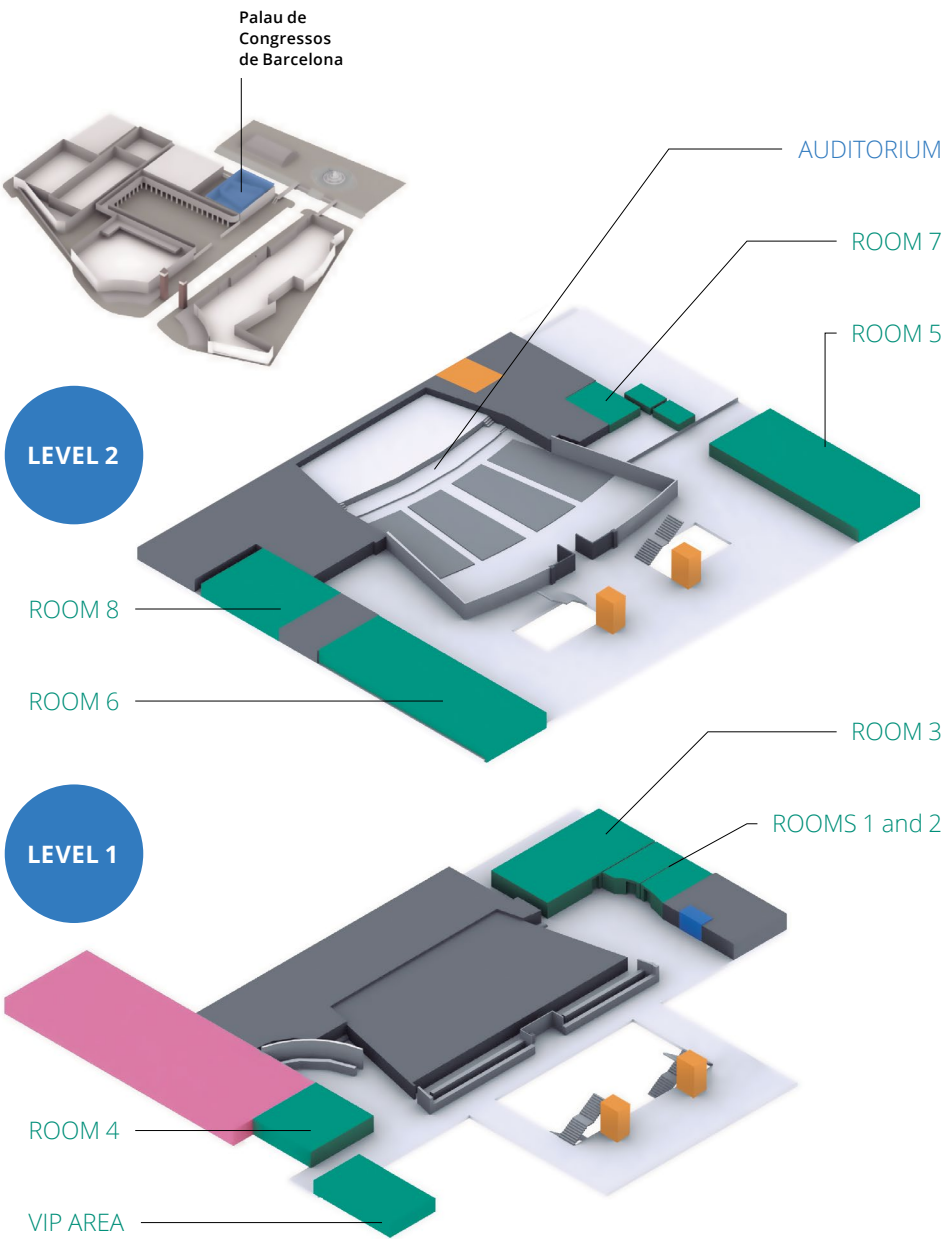 Palau de
Congressos
de Barcelona
AUDITORIUM
ROOM 7
ROOM 5
LEVEL 2
ROOM 8
ROOM 6
ROOM 3
ROOMS 1 and 2
LEVEL 1
ROOM 4
VIP AREA